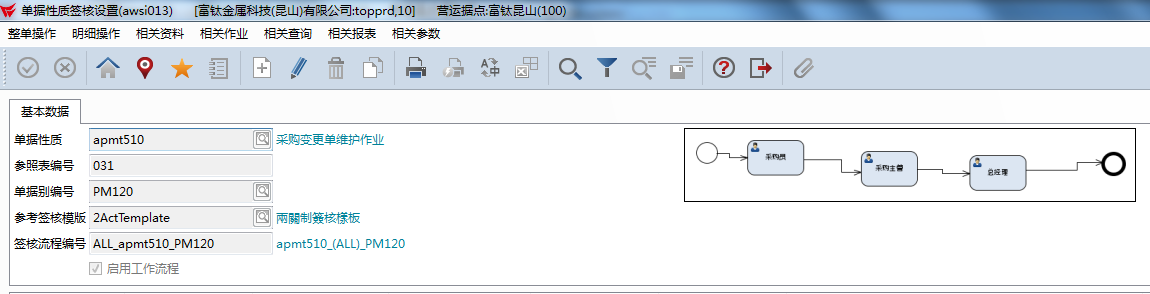 单据性质签核设置(awsi013) [富钛金属科技(昆山)有限公司:topprd,10] 营运据点:富钛昆山(100)
整单操作 明细操作 相关资料 相关作业 相关查询 相关报表 相关参数
基本数据
单据性质 apmt510 采购变更单维护作业
参照表编号 031
单据别编号 PM120
参考签核模版 2ActTemplate 兩關制簽核樣板
签核流程编号 ALL_apmt510_PM120 apmt510_(ALL)_PM120
启用工作流程
采购员
采购主管
总经理